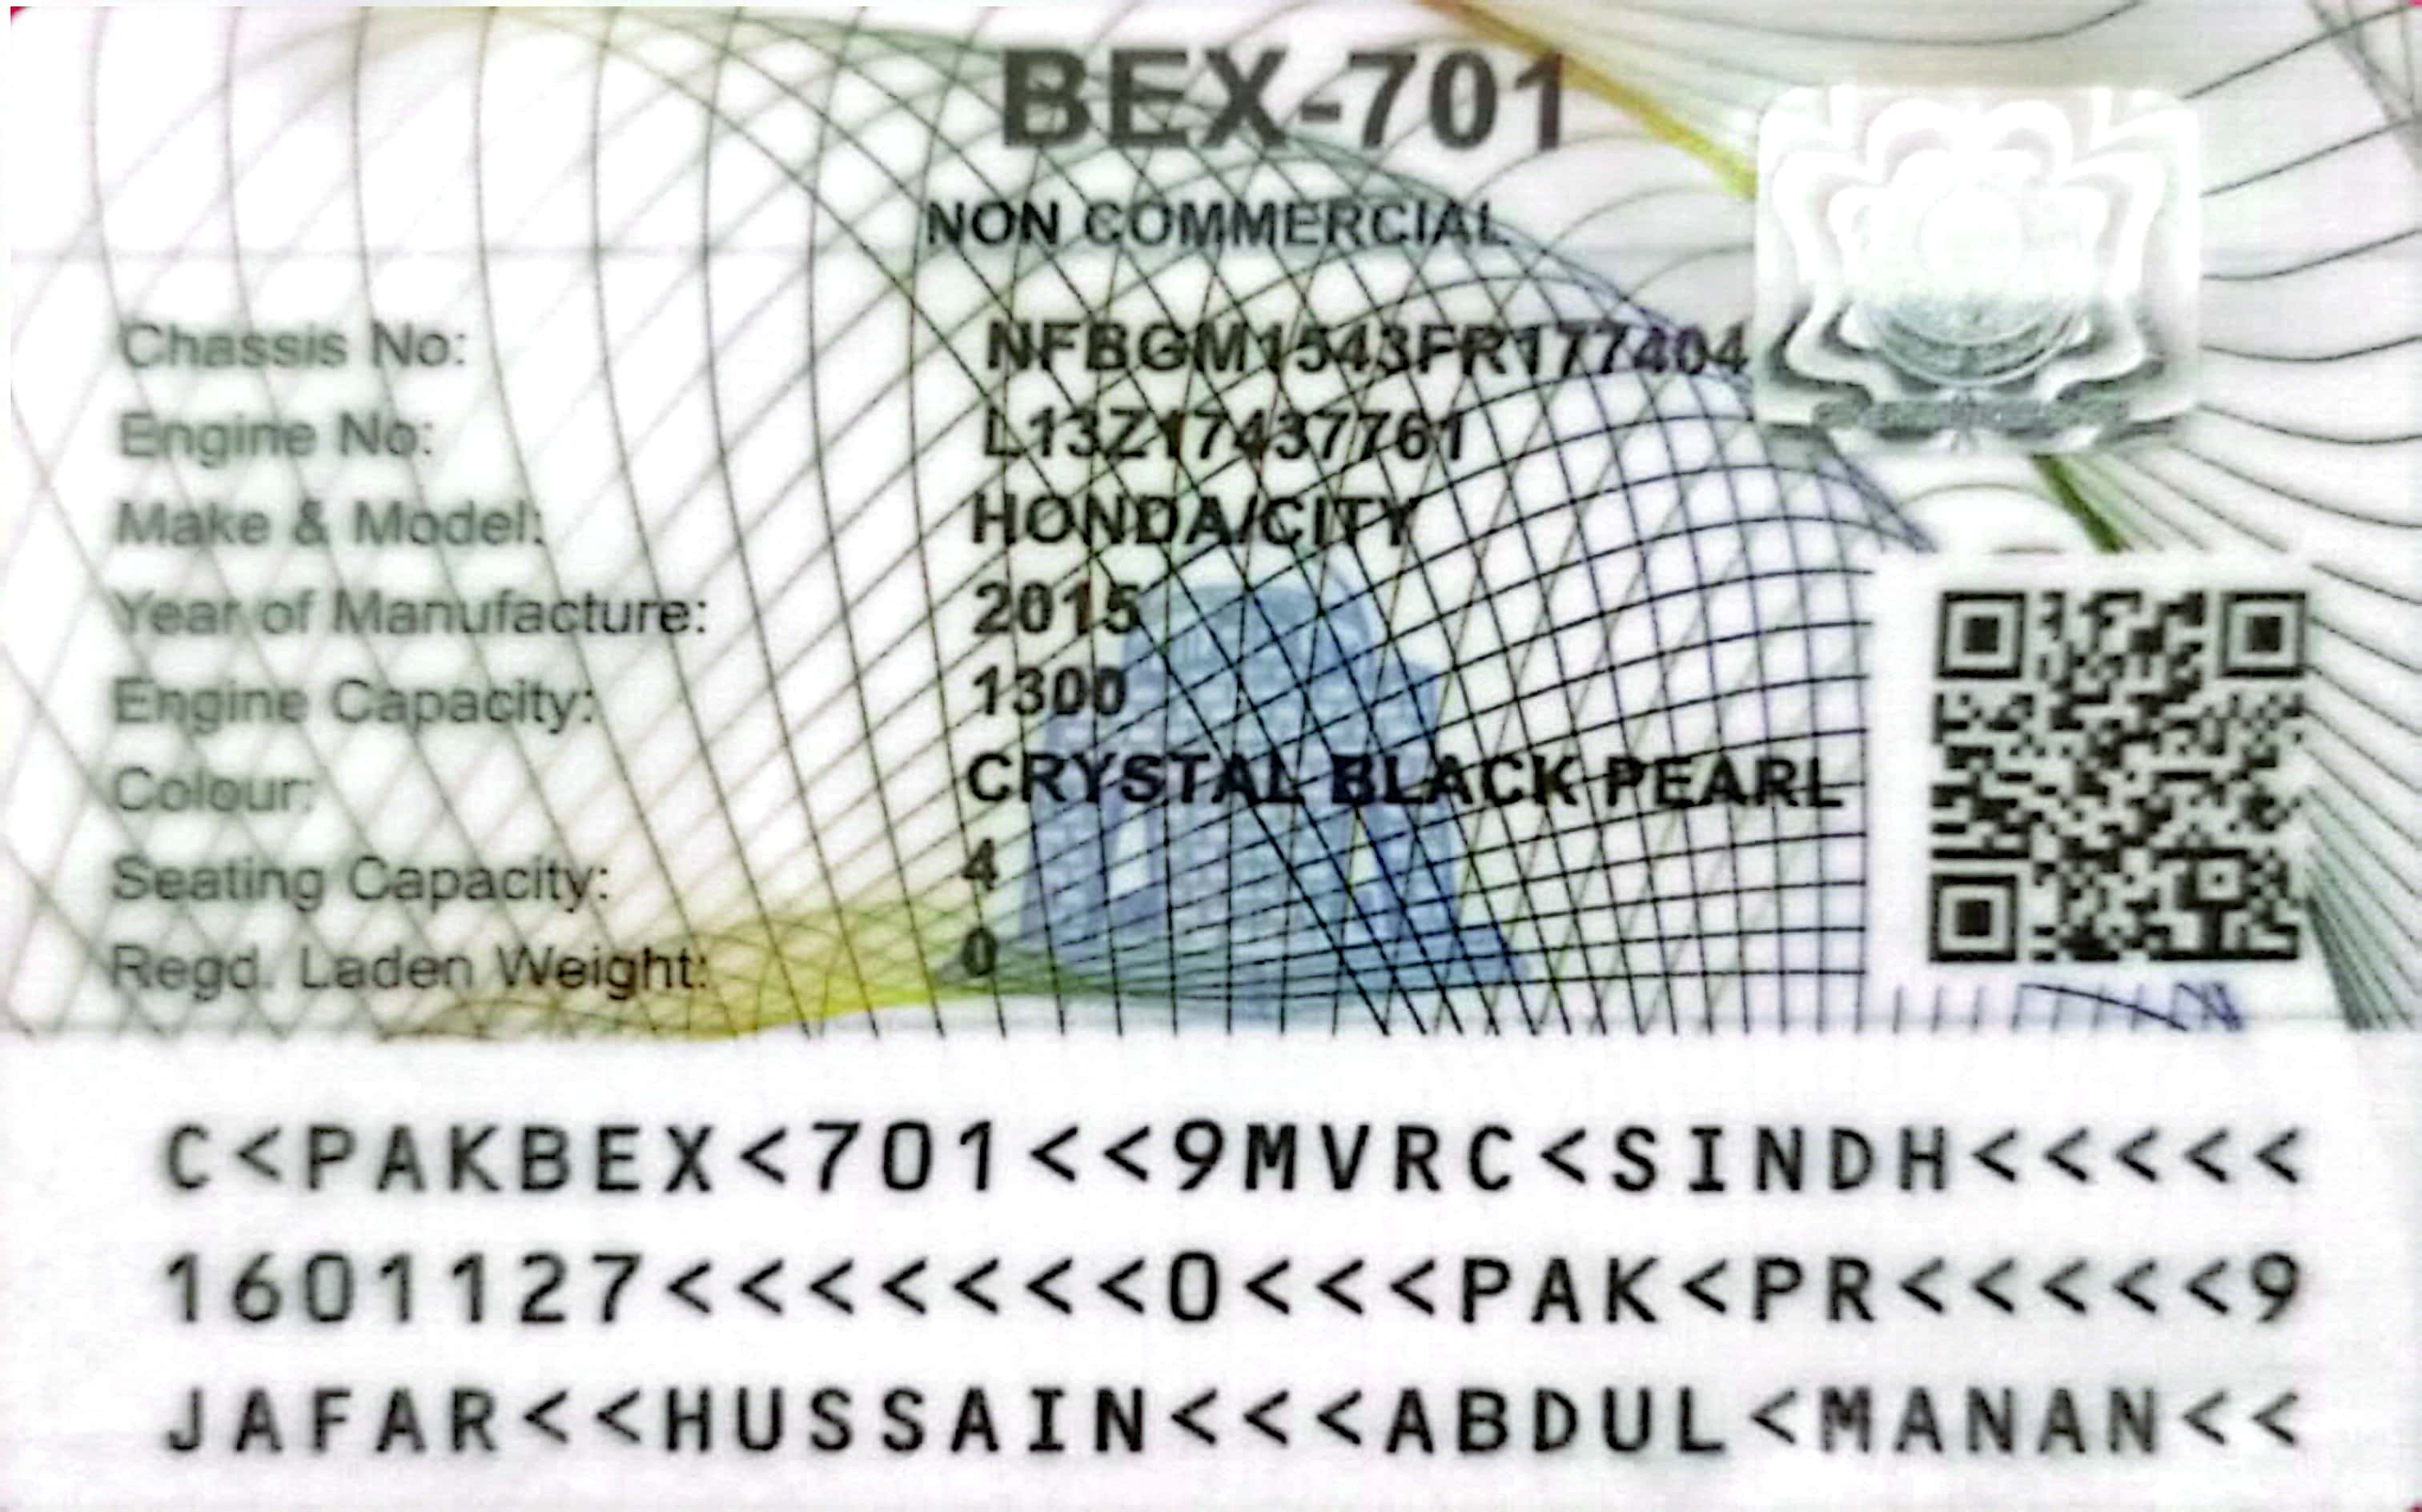 BEX-701
NON COMMERCIAL
Chassis No: NFBGM1543FR177404
Engine No: L13Z17437761
Make & Model: HONDA/CITY
Year of Manufacture: 2015
Engine Capacity: 1300
Colour: CRYSTAL BLACK PEARL
Seating Capacity: 4
Regd. Laden Weight: 0
C<PAKBEX<701<<9MVRC<SINDH<<<<<
1601127<<<<<<<0<<<PAK<PR<<<<<9
JAFAR<<HUSSAIN<<<ABDUL<MANAN<<